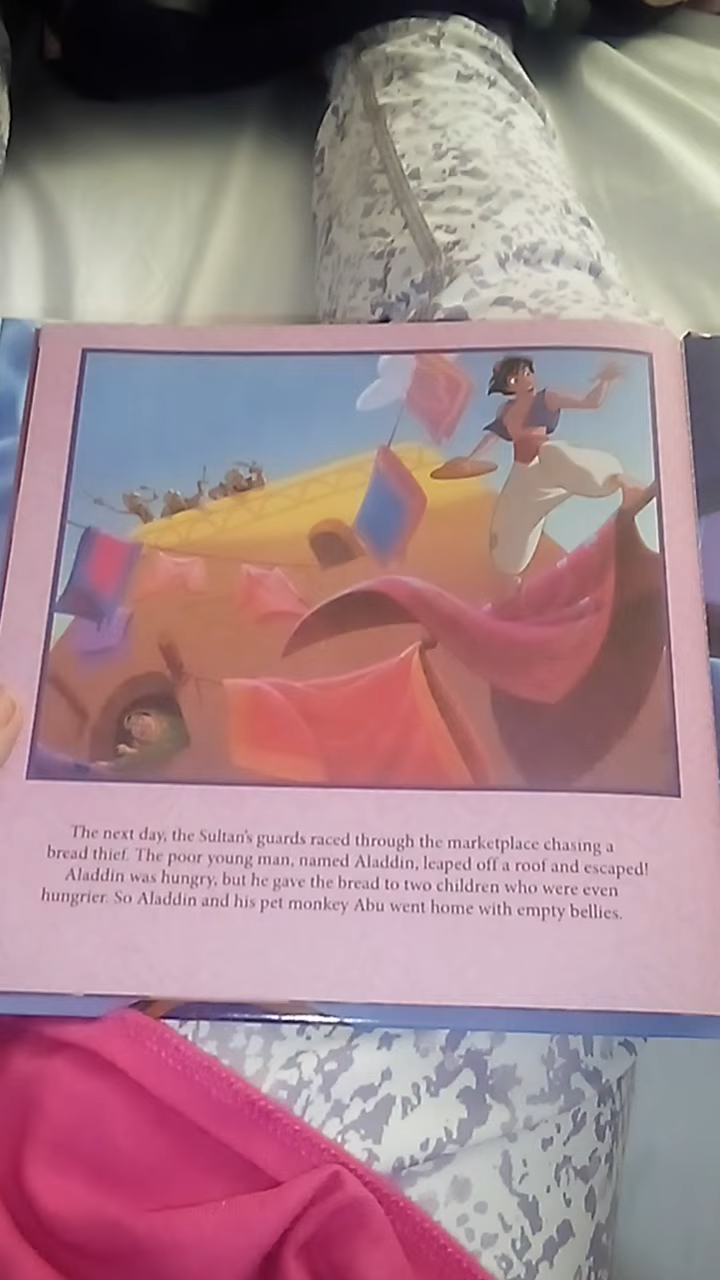 The next day, the Sultan's guards raced through the marketplace chasing a
bread thief. The poor young man, named Aladdin, leaped off a roof and escaped!
Aladdin was hungry, but he gave the bread to two children who were even
hungrier. So Aladdin and his pet monkey Abu went home with empty bellies.